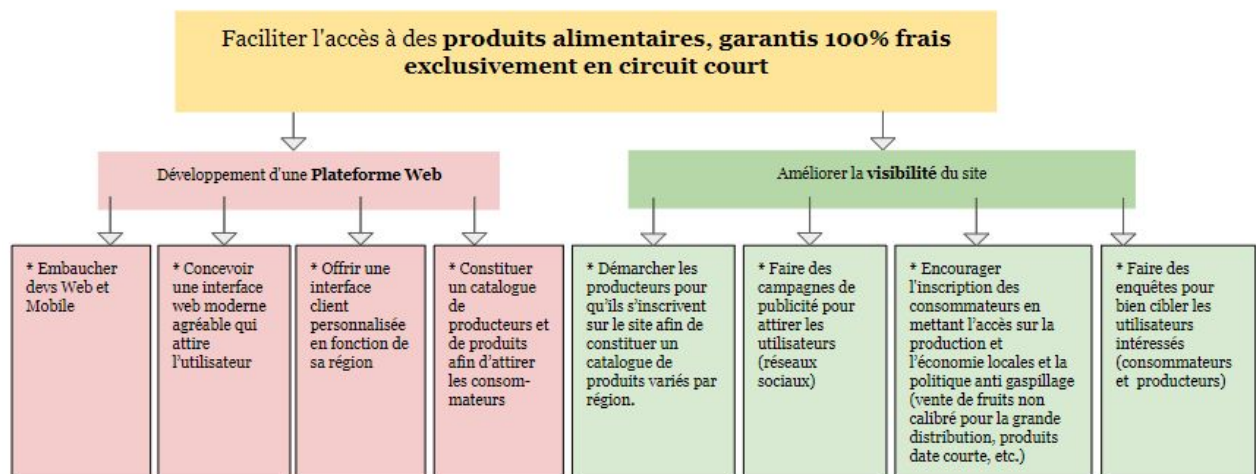 Faciliter l'accès à des produits alimentaires, garantis 100% frais
exclusivement en circuit court
Développement d'une Plateforme Web
Améliorer la visibilité du site
* Embaucher
devs Web et
Mobile
* Concevoir
une interface
web moderne
agréable qui
attire
l'utilisateur
* Offrir une
interface
client
personnalisée
en fonction de
sa région
* Constituer
un catalogue
de
producteurs et
de produits
afin d'attirer
les consom-
mateurs
* Démarcher les
producteurs pour
qu'ils s'inscrivent
sur le site afin de
constituer un
catalogue de
produits variés par
région.
* Faire des
campagnes de
publicité pour
attirer les
utilisateurs
(réseaux
sociaux)
* Encourager
l'inscription des
consommateurs en
mettant l'accès sur la
production et
l'économie locales et la
politique anti gaspillage
(vente de fruits non
calibré pour la grande
distribution, produits
date courte, etc.)
* Faire des
enquêtes pour
bien cibler les
utilisateurs
intéressés
(consommateurs
et producteurs)